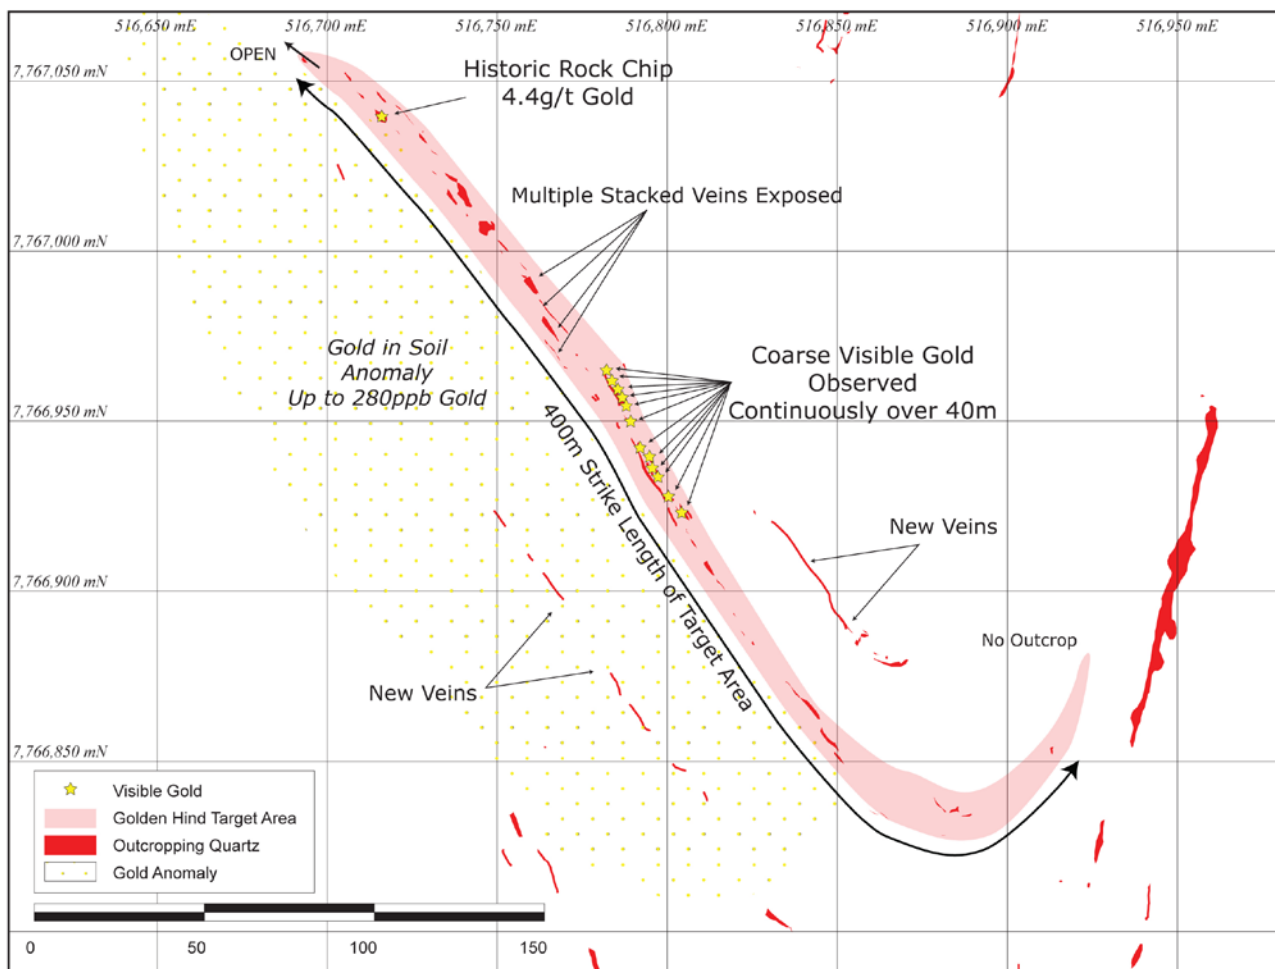 516,650 mE
516,700 mE
516,750 mE
516,800 mE
516,850 mE
516,900 mE
516,950 mE
OPEN
7,767,050 mN
Historic Rock Chip
4.4g/t Gold
Multiple Stacked Veins Exposed
7,767,000 mN
Gold in Soil
Anomaly
Up to 280ppb Gold
Coarse Visible Gold
Observed
Continuously over 40m
7,766,950 mN
400m Strike Length of Target Area
New Veins
7,766,900 mN
No Outcrop
New Veins
7,766,850 mN
Visible Gold
Golden Hind Target Area
Outcropping Quartz
Gold Anomaly
0
50
100
150